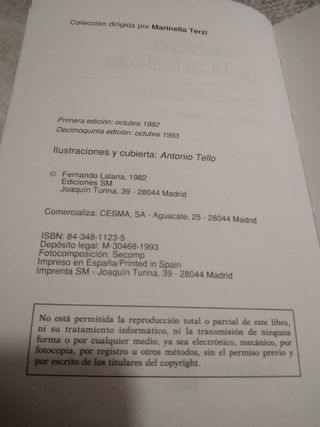 Colección dirigida por Marinella Terzi
Primera edición: octubre 1982
Decimoquinta edición: octubre 1993
Ilustraciones y cubierta: Antonio Tello
© Fernando Lalana, 1982
Ediciones SM
Joaquín Turina, 39 - 28044 Madrid
Comercializa: CESMA, SA - Aguacate, 25 - 28044 Madrid
ISBN: 84-348-1123-5
Depósito legal: M-30468-1993
Fotocomposición: Secomp
Impreso en España/Printed in Spain
Imprenta SM - Joaquín Turina, 39 - 28044 Madrid
No está permitida la reproducción total o parcial de este libro,
ni su tratamiento informático, ni la transmisión de ninguna
forma o por cualquier medio, ya sea electrónico, mecánico, por
fotocopia, por registro u otros métodos, sin el permiso previo y
por escrito de los titulares del copyright.